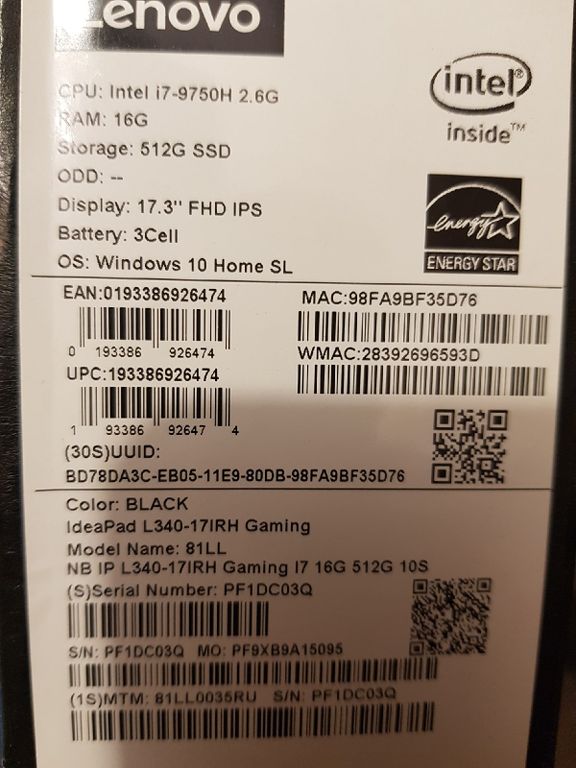 Lenovo
CPU: Intel i7-9750H 2.6G
RAM: 16G
Storage: 512G SSD
ODD: --
Display: 17.3'' FHD IPS
Battery: 3Cell
OS: Windows 10 Home SL
intel®
inside™
energy
ENERGY STAR
EAN:0193386926474
0 193386 926474
UPC:193386926474
1 93386 92647 4
MAC:98FA9BF35D76
WMAC:28392696593D
(30S)UUID:
BD78DA3C-EB05-11E9-80DB-98FA9BF35D76
Color: BLACK
IdeaPad L340-17IRH Gaming
Model Name: 81LL
NB IP L340-17IRH Gaming I7 16G 512G 10S
(S)Serial Number: PF1DC03Q
S/N: PF1DC03Q MO: PF9XB9A15095
(1S)MTM: 81LL0035RU S/N: PF1DC03Q